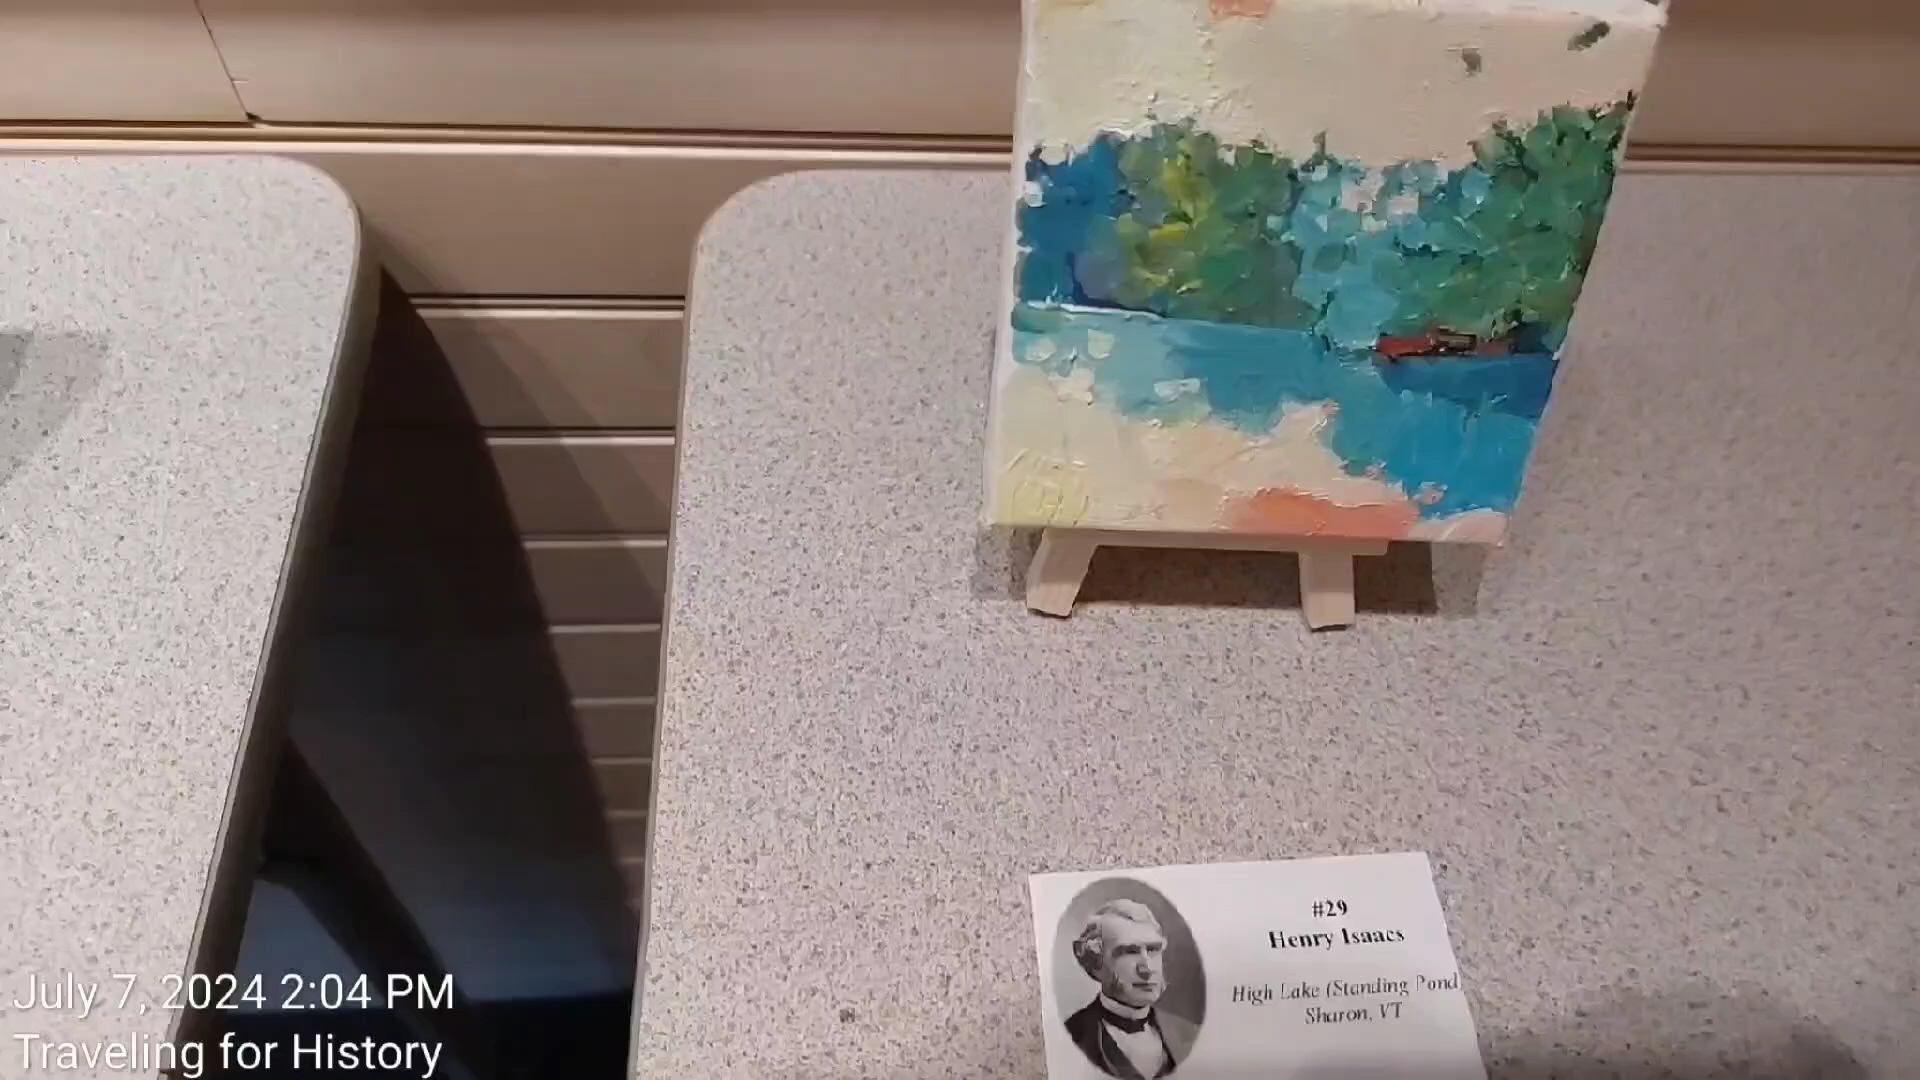 #29
Henry Isaacs
High Lake (Standing Pond
Sharon, VT
July 7, 2024 2:04 PM
Traveling for History